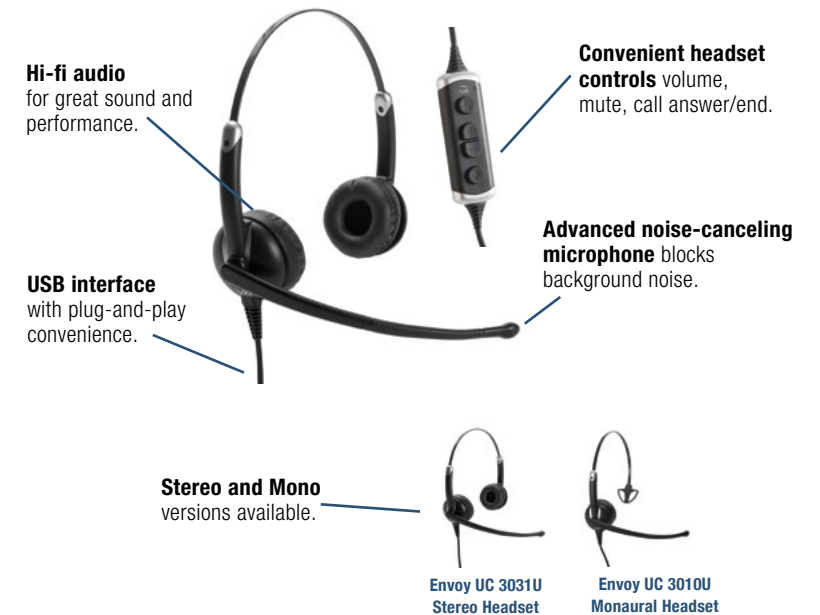 Hi-fi audio
for great sound and
performance.
Convenient headset
controls volume,
mute, call answer/end.
Advanced noise-canceling
microphone blocks
background noise.
USB interface
with plug-and-play
convenience.
Stereo and Mono
versions available.
Envoy UC 3031U
Stereo Headset
Envoy UC 3010U
Monaural Headset